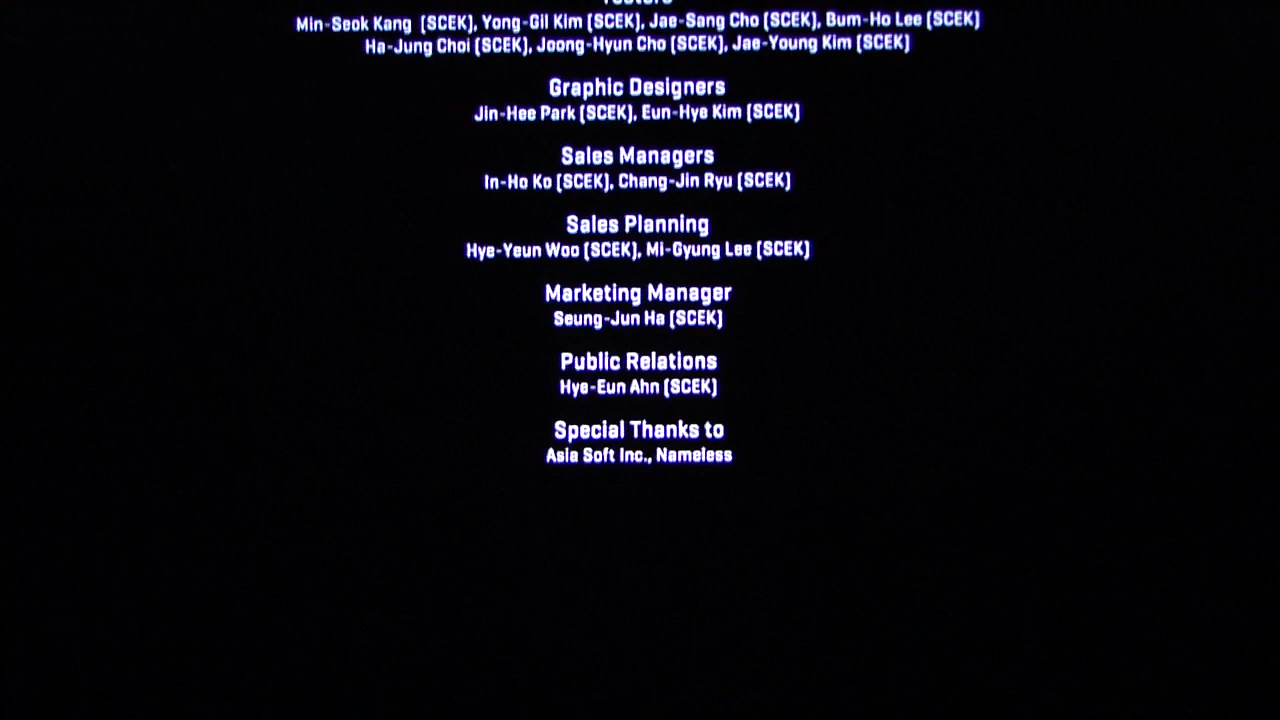 Min-Seok Kang (SCEK), Yong-Gil Kim (SCEK), Jae-Sang Cho (SCEK), Bum-Ho Lee (SCEK)
Ha-Jung Choi (SCEK), Joong-Hyun Cho (SCEK), Jae-Young Kim (SCEK)
Graphic Designers
Jin-Hee Park (SCEK), Eun-Hye Kim (SCEK)
Sales Managers
In-Ho Ko (SCEK), Chang-Jin Ryu (SCEK)
Sales Planning
Hye-Yeun Woo (SCEK), Mi-Gyung Lee (SCEK)
Marketing Manager
Seung-Jun Ha (SCEK)
Public Relations
Hye-Eun Ahn (SCEK)
Special Thanks to
Asia Soft Inc., Nameless